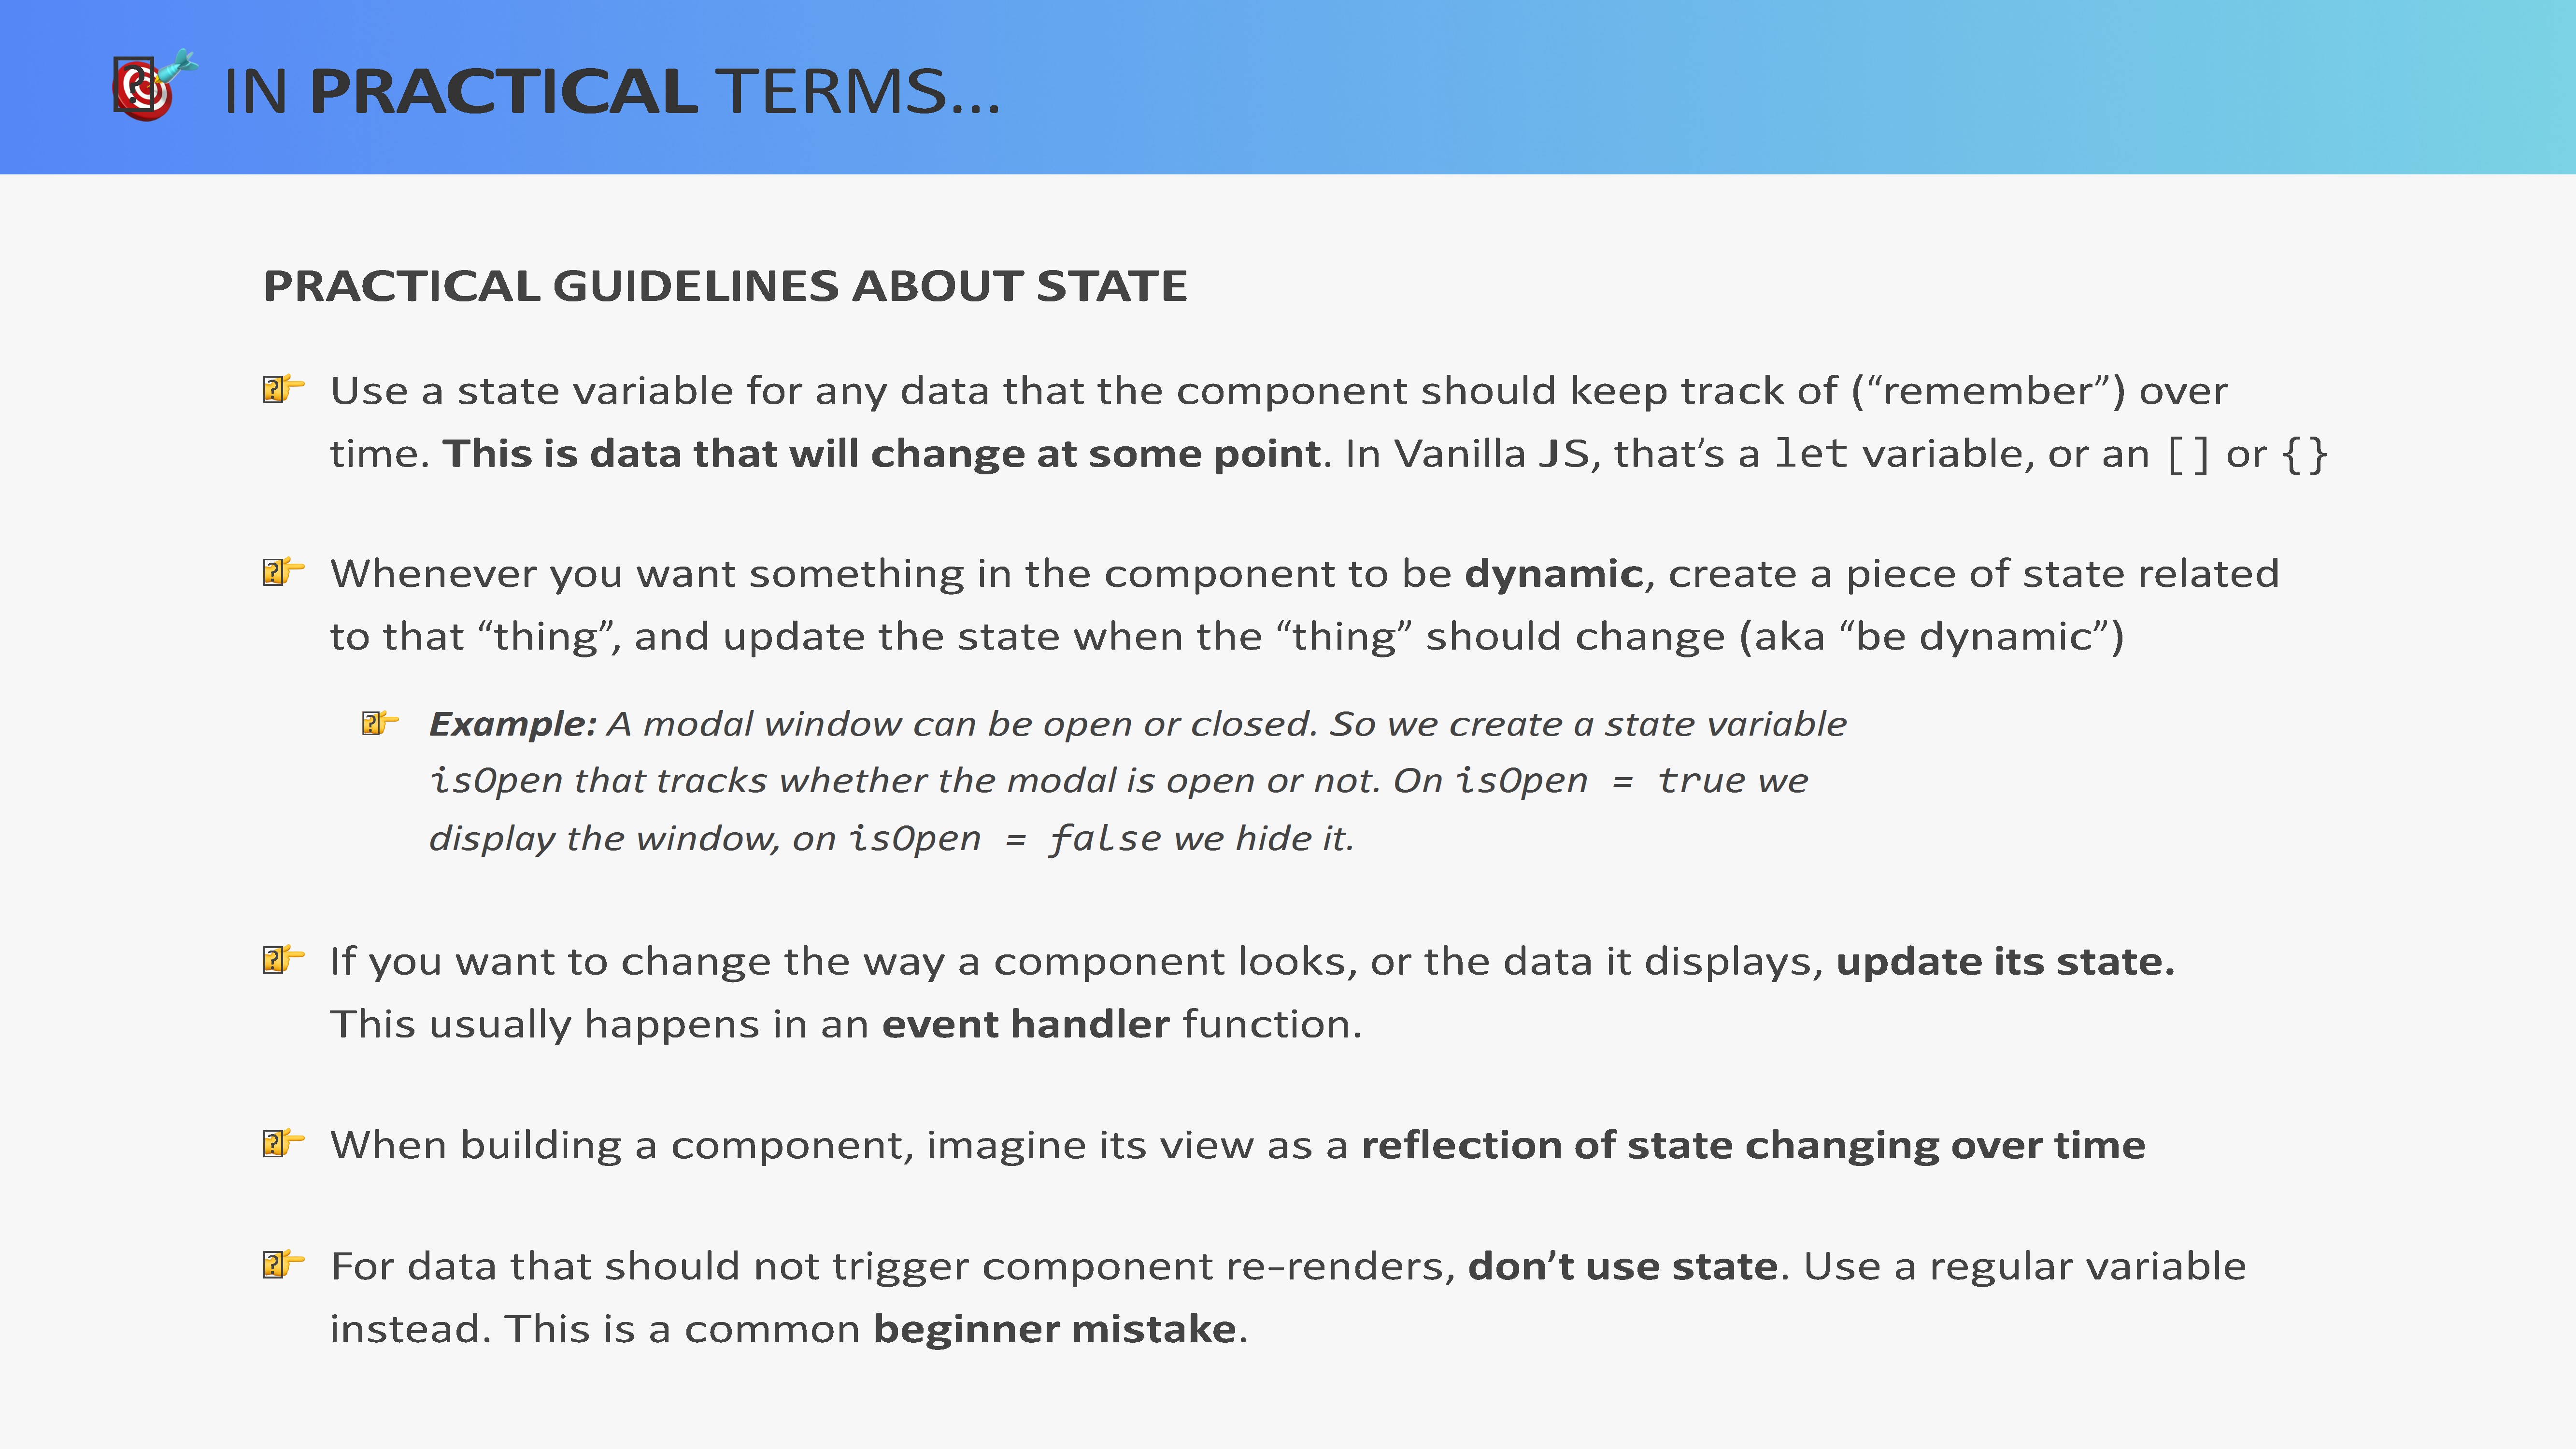 IN PRACTICAL TERMS...
PRACTICAL GUIDELINES ABOUT STATE
Use a state variable for any data that the component should keep track of (“remember”) over
time. This is data that will change at some point. In Vanilla JS, that’s a let variable, or an [] or {}
Whenever you want something in the component to be dynamic, create a piece of state related
to that “thing”, and update the state when the “thing” should change (aka “be dynamic”)
Example: A modal window can be open or closed. So we create a state variable
isOpen that tracks whether the modal is open or not. On isOpen = true we
display the window, on isOpen = false we hide it.
If you want to change the way a component looks, or the data it displays, update its state.
This usually happens in an event handler function.
When building a component, imagine its view as a reflection of state changing over time
For data that should not trigger component re-renders, don’t use state. Use a regular variable
instead. This is a common beginner mistake.